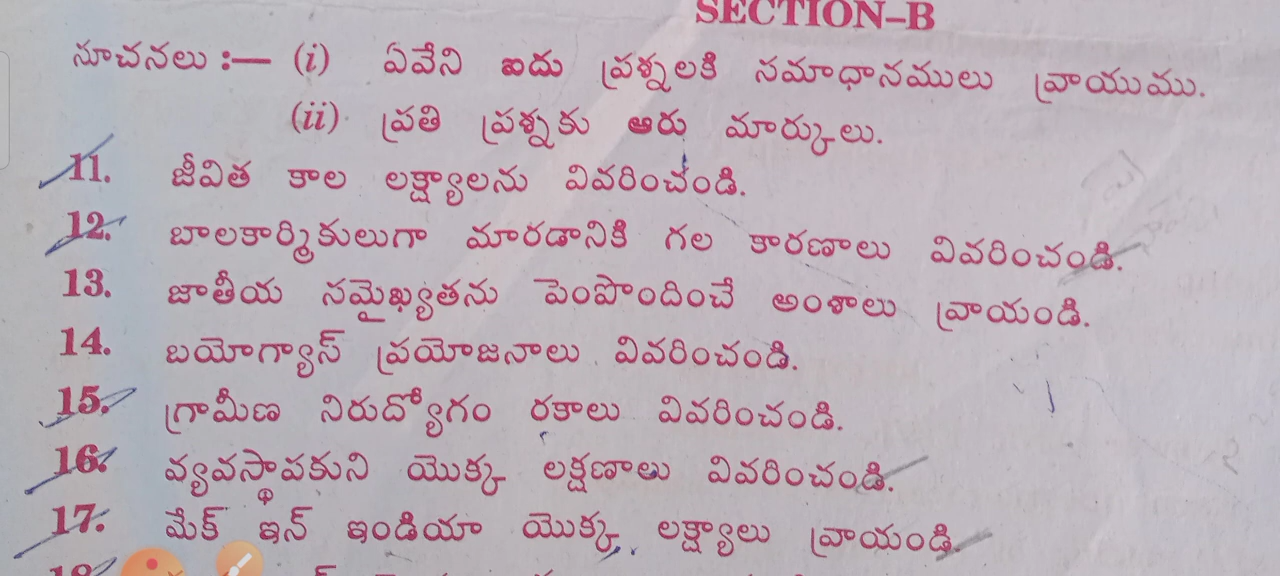 SECTION–B
సూచనలు :— (i) ఏవేని ఐదు ప్రశ్నలకి సమాధానములు వ్రాయుము.
(ii) ప్రతి ప్రశ్నకు ఆరు మార్కులు.
11. జీవిత కాల లక్ష్యాలను వివరించండి.
12. బాలకార్మికులుగా మారడానికి గల కారణాలు వివరించండి.
13. జాతీయ సమైఖ్యతను పెంపొందించే అంశాలు వ్రాయండి.
14. బయోగ్యాస్ ప్రయోజనాలు వివరించండి.
15. గ్రామీణ నిరుద్యోగం రకాలు వివరించండి.
16. వ్యవస్థాపకుని యొక్క లక్షణాలు వివరించండి.
17. మేక్ ఇన్ ఇండియా యొక్క లక్ష్యాలు వ్రాయండి.
18.